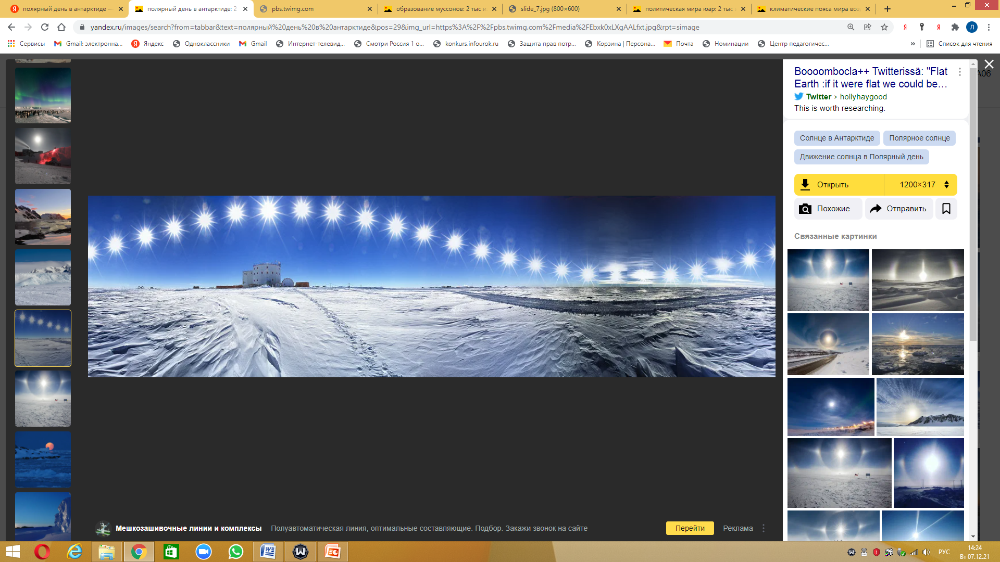 полярный день в антарктиде —
полярный день в антарктиде: 2
pbs.twimg.com
образование муссонов: 2 тыс и
slide_7.jpg (800×600)
политическая мира юар: 2 тыс
климатические пояса мира воз
yandex.ru/images/search?from=tabbar&text=полярный%20день%20в%20антарктиде&pos=29&img_url=https%3A%2F%2Fpbs.twimg.com%2Fmedia%2FEbxk0xLXgAALfxt.jpg&rpt=simage
Сервисы
Gmail: электронна...
Яндекс
Одноклассники
Gmail
Интернет-телевид...
Смотри Россия 1 о...
konkurs.infourok.ru
Защита прав потр...
Корзина | Персона...
Почта
Номинации
Центр педагогичес...
»
Список для чтения
A06
Boooombocla++ Twitterissä: "Flat
Earth :if it were flat we could be…
Twitter › hollyhaygood
This is worth researching.
Солнце в Антарктиде
Полярное солнце
Движение солнца в Полярный день
Открыть
1200×317
Похожие
Отправить
Связанные картинки
Мешкозашивочные линии и комплексы
Полуавтоматическая линия, оптимальные составляющие. Подбор. Закажи звонок на сайте
Перейти
Реклама
РУС
14:24
Вт 07.12.21